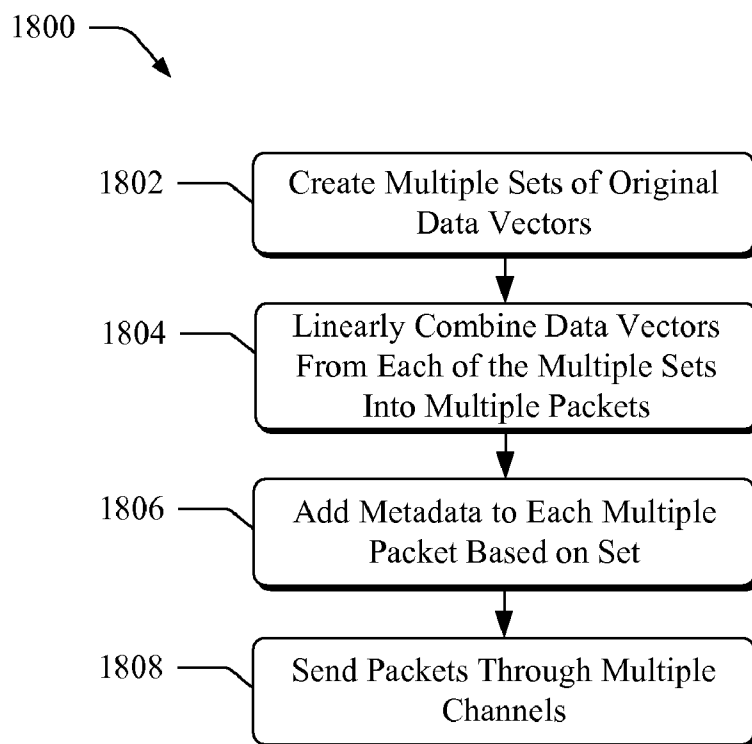 1800
1802
Create Multiple Sets of Original
Data Vectors
1804
Linearly Combine Data Vectors
From Each of the Multiple Sets
Into Multiple Packets
1806
Add Metadata to Each Multiple
Packet Based on Set
1808
Send Packets Through Multiple
Channels